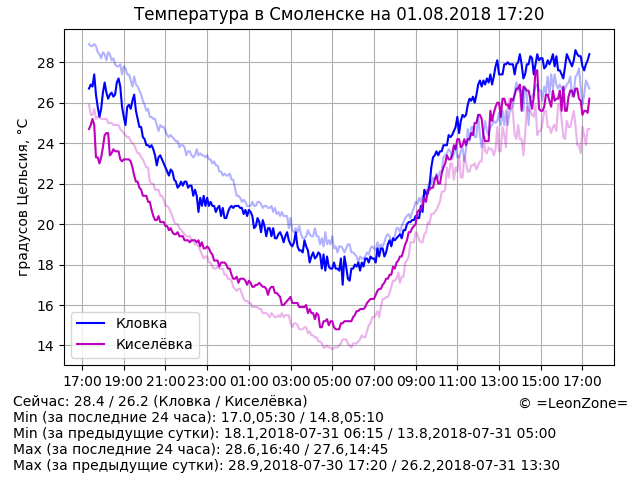 Температура в Смоленске на 01.08.2018 17:20
градусов Цельсия, °C
28
26
24
22
20
18
16
14
Кловка
Киселёвка
17:00 19:00 21:00 23:00 01:00 03:00 05:00 07:00 09:00 11:00 13:00 15:00 17:00
Сейчас: 28.4 / 26.2 (Кловка / Киселёвка)
© =LeonZone=
Min (за последние 24 часа): 17.0,05:30 / 14.8,05:10
Min (за предыдущие сутки): 18.1,2018-07-31 06:15 / 13.8,2018-07-31 05:00
Max (за последние 24 часа): 28.6,16:40 / 27.6,14:45
Max (за предыдущие сутки): 28.9,2018-07-30 17:20 / 26.2,2018-07-31 13:30